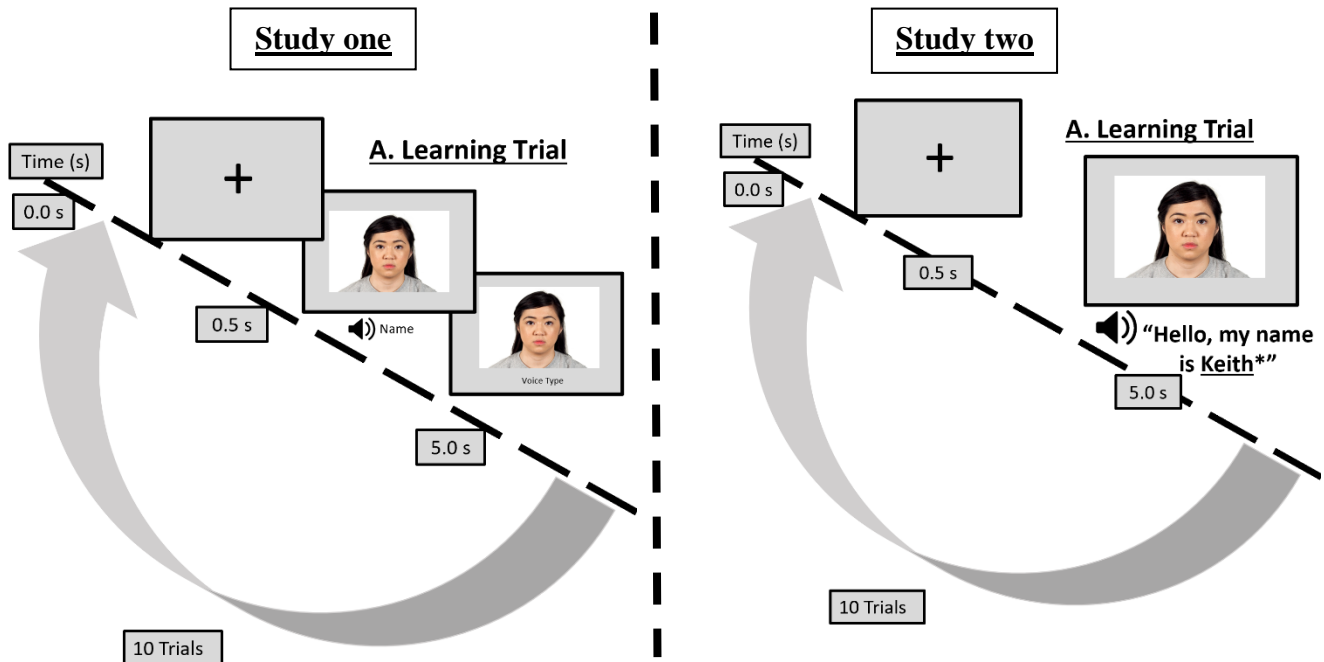 Study one
A. Learning Trial
Time (s)
0.0 s
+
0.5 s
Name
Voice Type
5.0 s
10 Trials
Study two
A. Learning Trial
Time (s)
0.0 s
+
0.5 s
“Hello, my name
is Keith*”
5.0 s
10 Trials